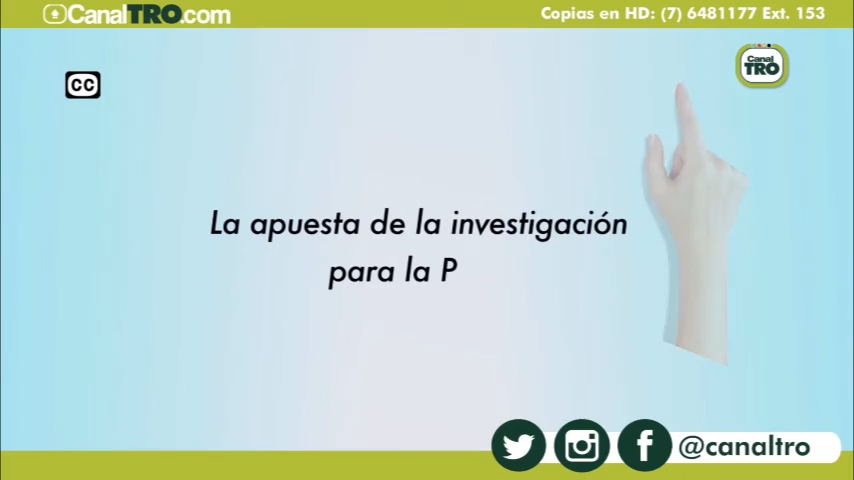 CanalTRO.com
Copias en HD: (7) 6481177 Ext. 153
CC
Canal
TRO
La apuesta de la investigación
para la P
@canaltro